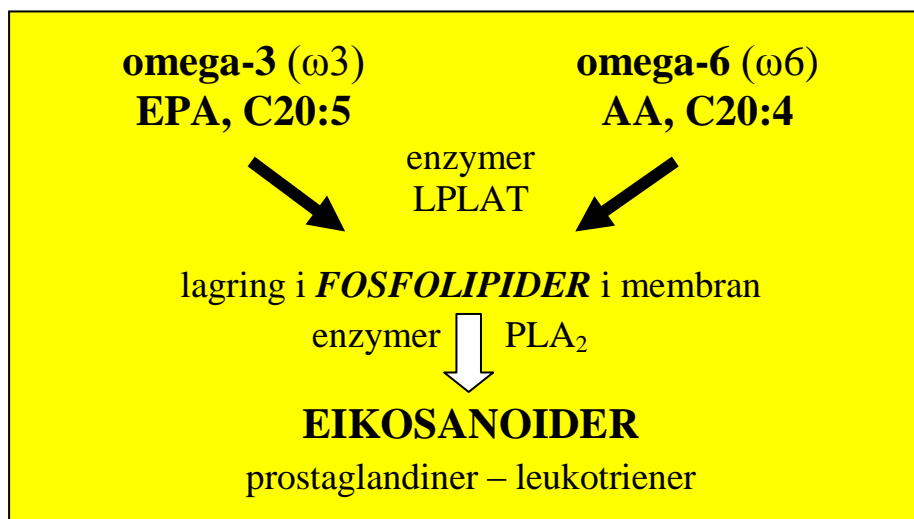 omega-3 (ω3)
EPA, C20:5
omega-6 (ω6)
AA, C20:4
enzymer
LPLAT
lagring i FOSFOLIPIDER i membran
enzymer PLA₂
EIKOSANOIDER
prostaglandiner – leukotriener